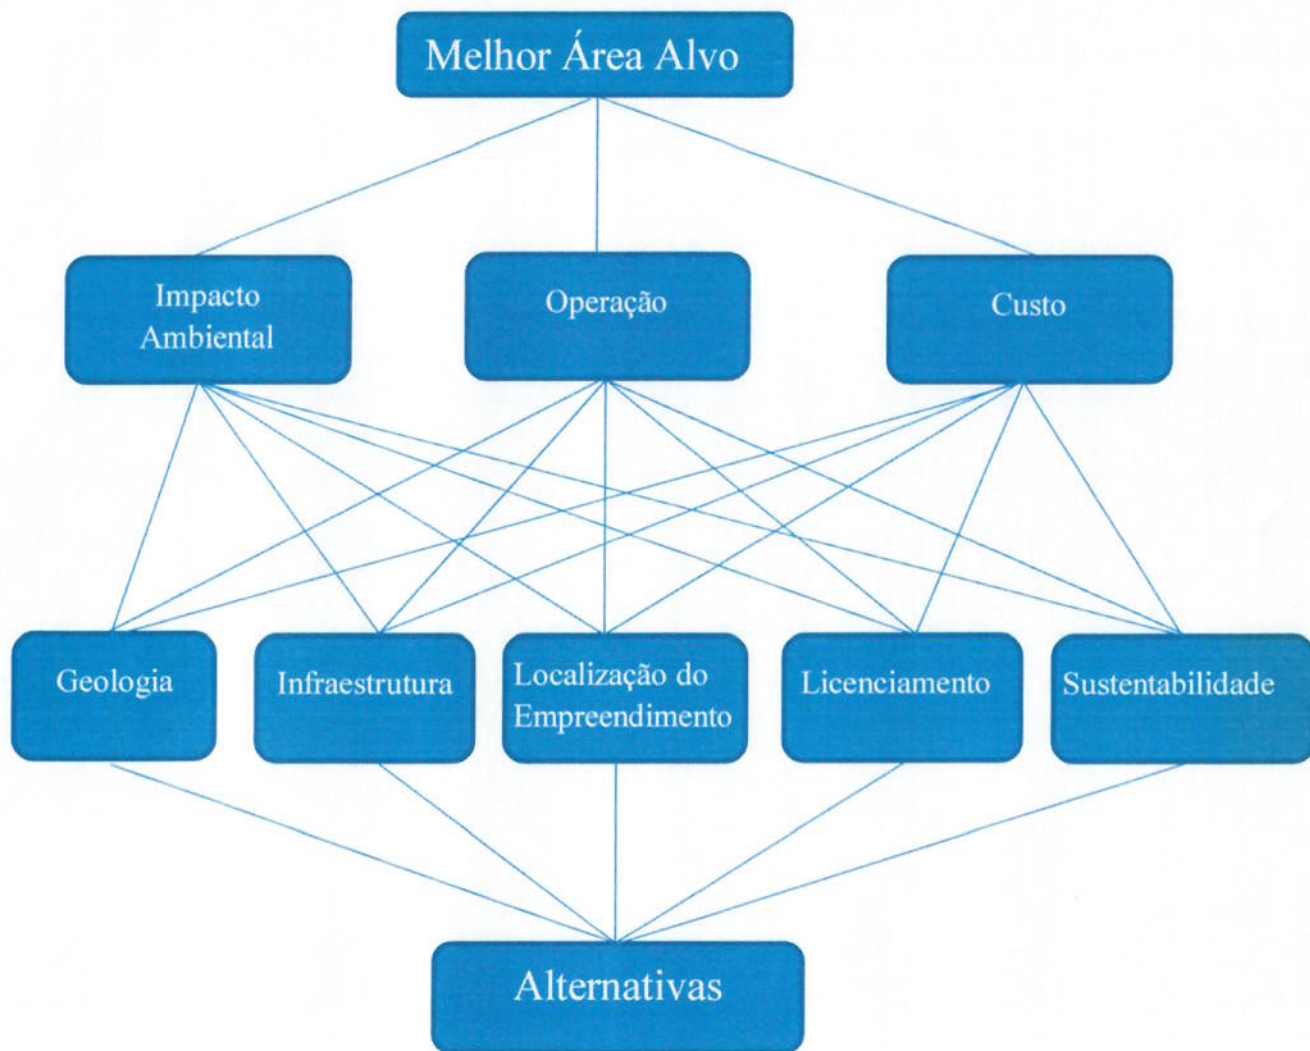 Melhor Área Alvo
Impacto
Ambiental
Operação
Custo
Geologia
Infraestrutura
Localização do
Empreendimento
Licenciamento
Sustentabilidade
Alternativas